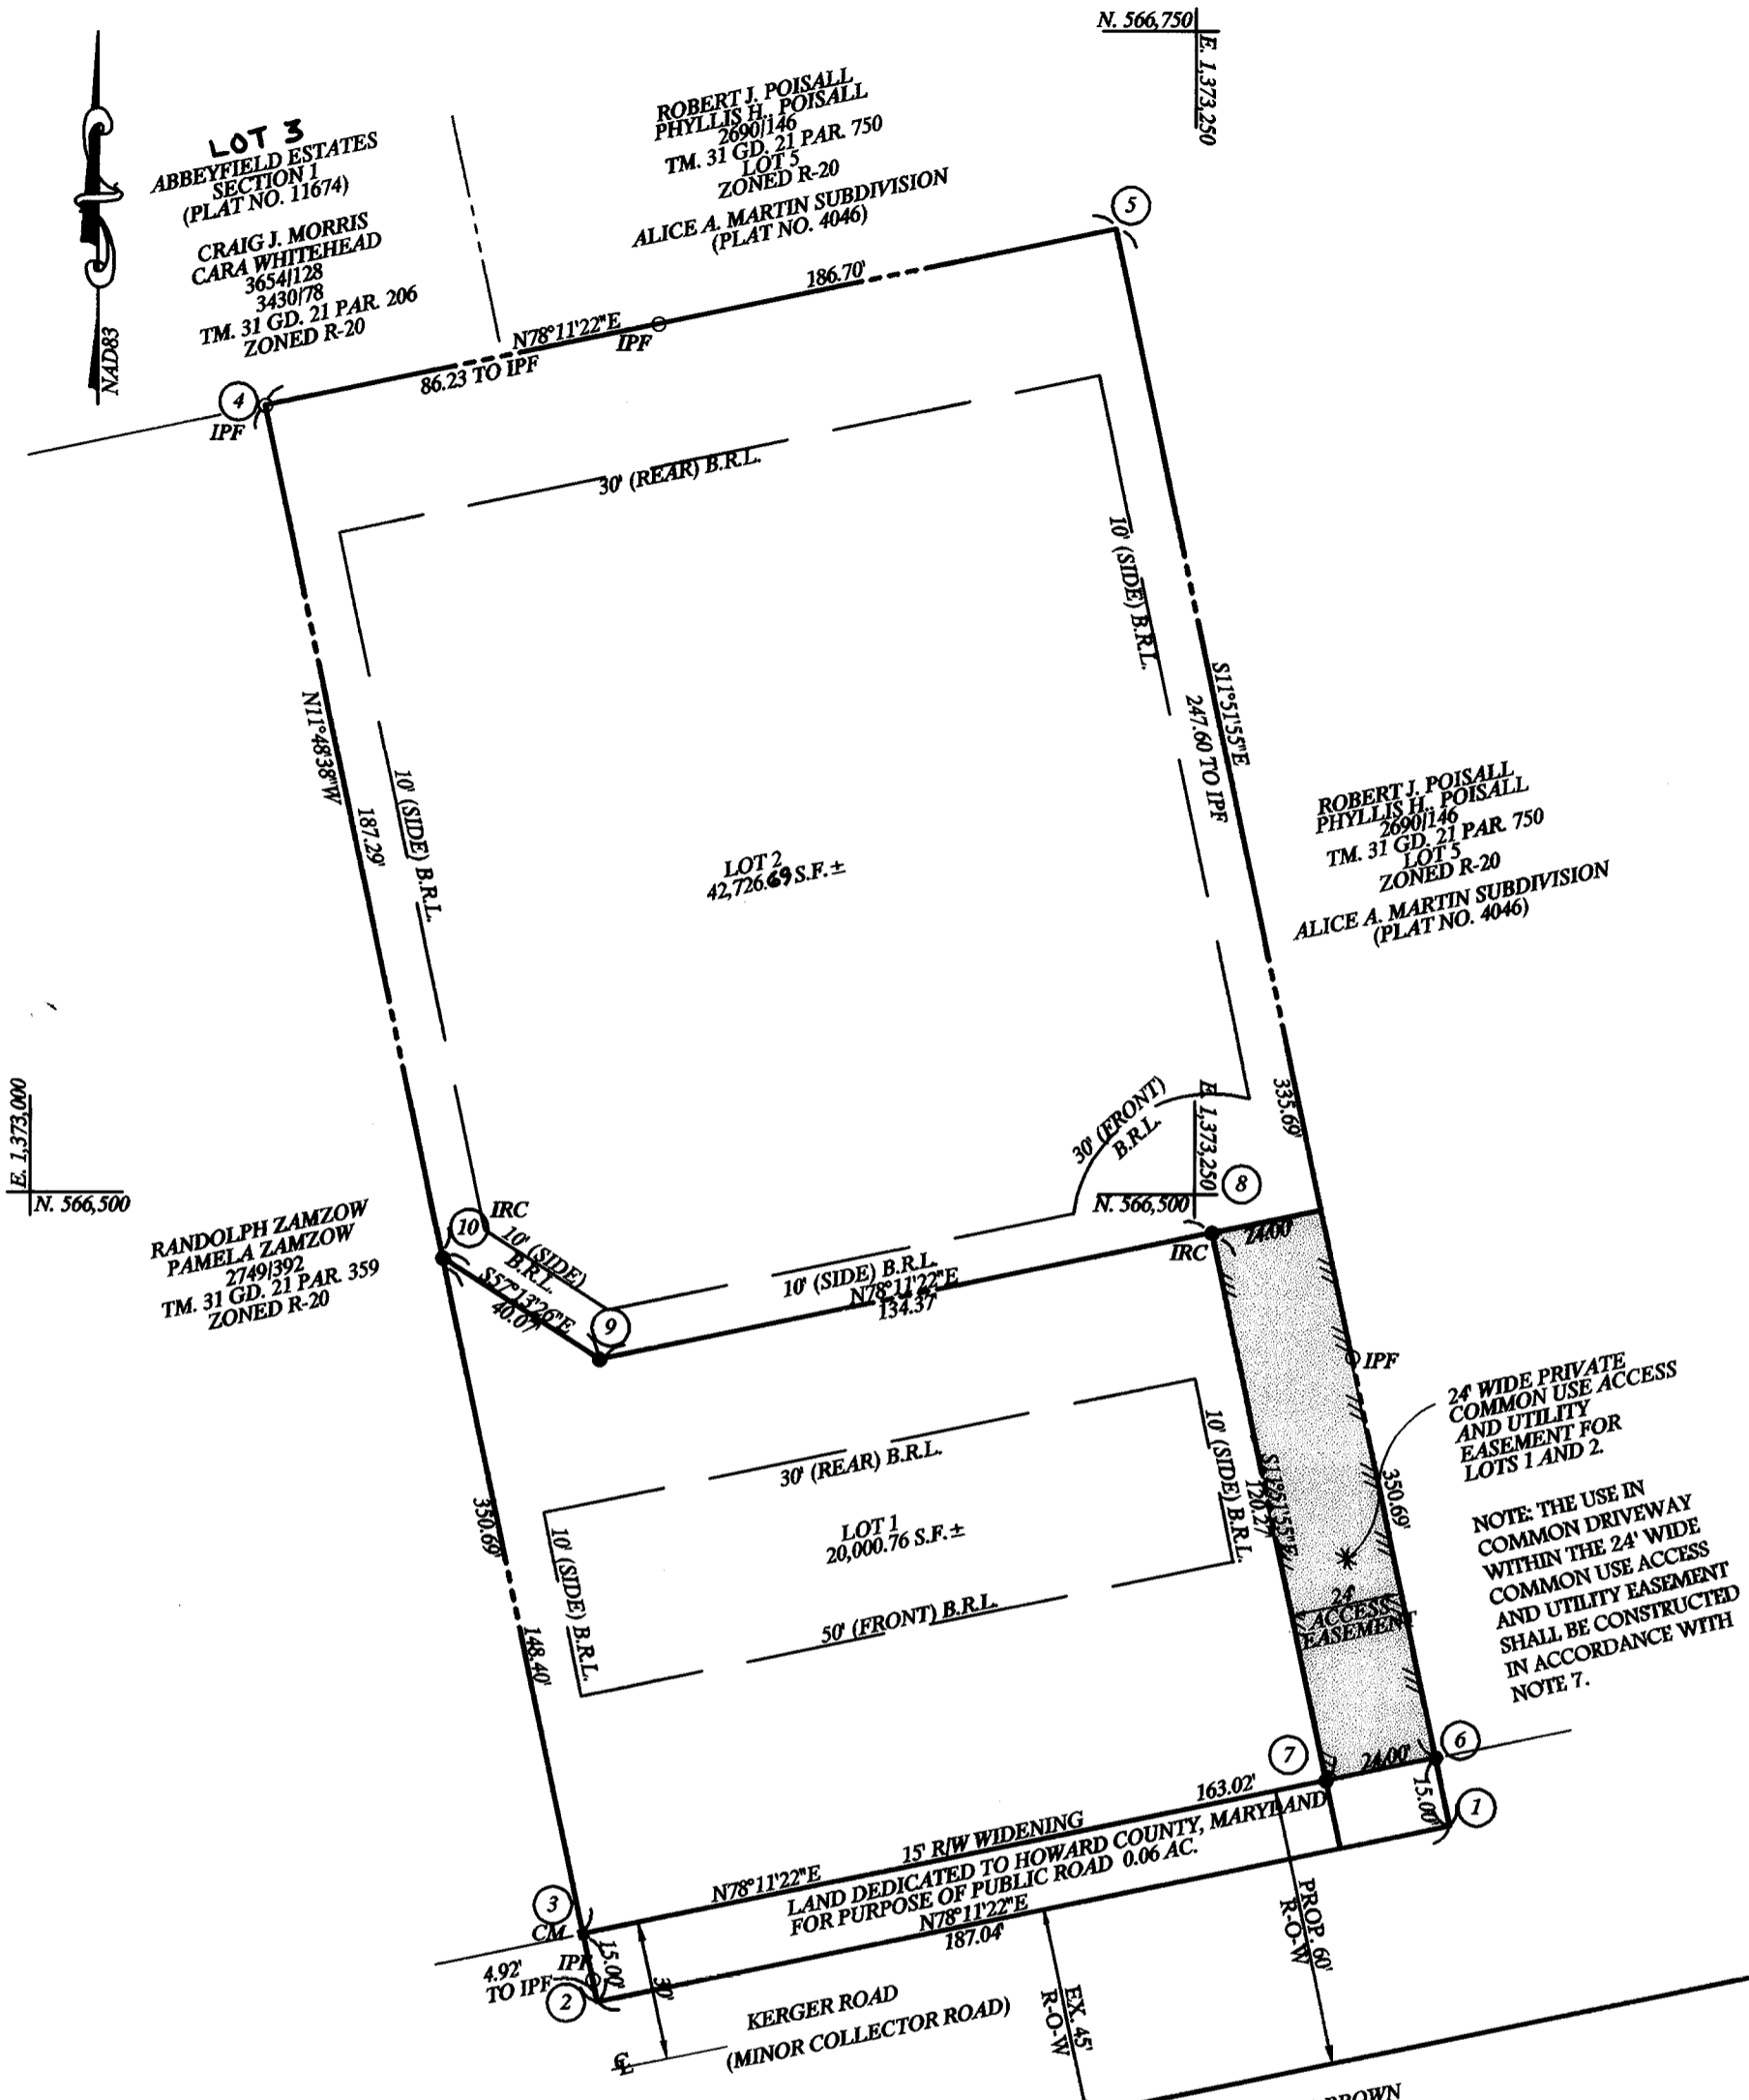 N. 566,750
E. 1,373,250
NAD83
LOT 3
ABBEYFIELD ESTATES
SECTION 1
(PLAT NO. 11674)
CRAIG J. MORRIS
CARA WHITEHEAD
3654/128
3430/78
TM. 31 GD. 21 PAR. 206
ZONED R-20
ROBERT J. POISALL
PHYLLIS H., POISALL
2690/146
TM. 31 GD. 21 PAR. 750
LOT 5
ZONED R-20
ALICE A. MARTIN SUBDIVISION
(PLAT NO. 4046)
5
186.70'
N78°11'22"E
IPF
86.23 TO IPF
4
IPF
30' (REAR) B.R.L.
10' (SIDE) B.R.L.
S11°51'55"E
247.60 TO IPF
N11°48'38"W
187.29'
10' (SIDE) B.R.L.
LOT 2
42,726.69 S.F. ±
ROBERT J. POISALL
PHYLLIS H., POISALL
2690/146
TM. 31 GD. 21 PAR. 750
LOT 5
ZONED R-20
ALICE A. MARTIN SUBDIVISION
(PLAT NO. 4046)
335.69'
E. 1,373,000
N. 566,500
30' (FRONT)
B.R.L.
E. 1,373,250
N. 566,500
8
IRC
24.00'
RANDOLPH ZAMZOW
PAMELA ZAMZOW
2749/392
TM. 31 GD. 21 PAR. 359
ZONED R-20
10
IRC
10' (SIDE)
B.R.L.
S57°13'26"E
40.07'
9
10' (SIDE) B.R.L.
N78°11'22"E
134.37'
IPF
24' WIDE PRIVATE
COMMON USE ACCESS
AND UTILITY
EASEMENT FOR
LOTS 1 AND 2.
30' (REAR) B.R.L.
10' (SIDE) B.R.L.
S11°51'55"E
120.27'
350.69'
NOTE: THE USE IN
COMMON DRIVEWAY
WITHIN THE 24' WIDE
COMMON USE ACCESS
AND UTILITY EASEMENT
SHALL BE CONSTRUCTED
IN ACCORDANCE WITH
NOTE 7.
350.69'
LOT 1
20,000.76 S.F. ±
10' (SIDE) B.R.L.
50' (FRONT) B.R.L.
24'
ACCESS
EASEMENT
148.40'
7
24.00'
6
15.00'
1
163.02'
15' R/W WIDENING
N78°11'22"E
LAND DEDICATED TO HOWARD COUNTY, MARYLAND
FOR PURPOSE OF PUBLIC ROAD 0.06 AC.
N78°11'22"E
187.04'
3
CM
15.00'
IPF
4.92'
TO IPF
2
30'
PROP. 60'
R-O-W
EX. 45'
R-O-W
KERGER ROAD
(MINOR COLLECTOR ROAD)
CL
BROWN